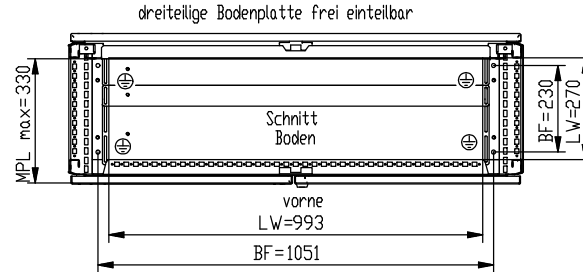 dreiteilige Bodenplatte frei einteilbar
MPL max=330
Schnitt
Boden
BF=230
LW=270
vorne
LW=993
BF=1051